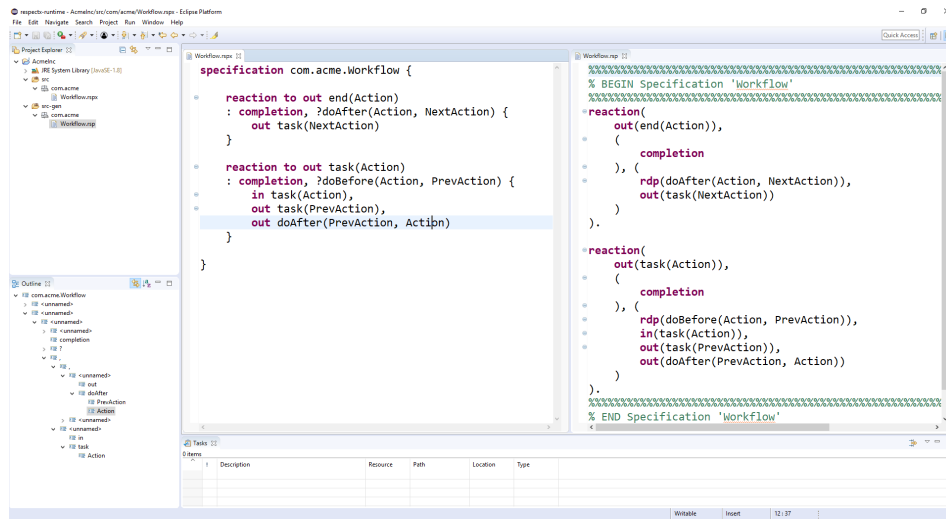 respectx-runtime - AcmeInc/src/com/acme/Workflow.rspx - Eclipse Platform
File Edit Navigate Search Project Run Window Help
Quick Access
Project Explorer
AcmeInc
JRE System Library [JavaSE-1.8]
src
com.acme
Workflow.rspx
src-gen
com.acme
Workflow.rsp
Outline
com.acme.Workflow
<unnamed>
<unnamed>
<unnamed>
<unnamed>
completion
?
,
,
<unnamed>
out
doAfter
PrevAction
Action
<unnamed>
<unnamed>
in
task
Action
Workflow.rspx
specification com.acme.Workflow {
reaction to out end(Action)
: completion, ?doAfter(Action, NextAction) {
out task(NextAction)
}
reaction to out task(Action)
: completion, ?doBefore(Action, PrevAction) {
in task(Action),
out task(PrevAction),
out doAfter(PrevAction, Action)
}
}
Workflow.rsp
%%%%%%%%%%%%%%%%%%%%%%%%%%%%%%%%%%%%%%%%%%%%%%%%
% BEGIN Specification 'Workflow'
%%%%%%%%%%%%%%%%%%%%%%%%%%%%%%%%%%%%%%%%%%%%%%%%
reaction(
out(end(Action)),
(
completion
), (
rdp(doAfter(Action, NextAction)),
out(task(NextAction))
)
).
reaction(
out(task(Action)),
(
completion
), (
rdp(doBefore(Action, PrevAction)),
in(task(Action)),
out(task(PrevAction)),
out(doAfter(PrevAction, Action))
)
).
%%%%%%%%%%%%%%%%%%%%%%%%%%%%%%%%%%%%%%%%%%%%%%%%
% END Specification 'Workflow'
Tasks
0 items
! Description Resource Path Location Type
Writable Insert 12 : 37